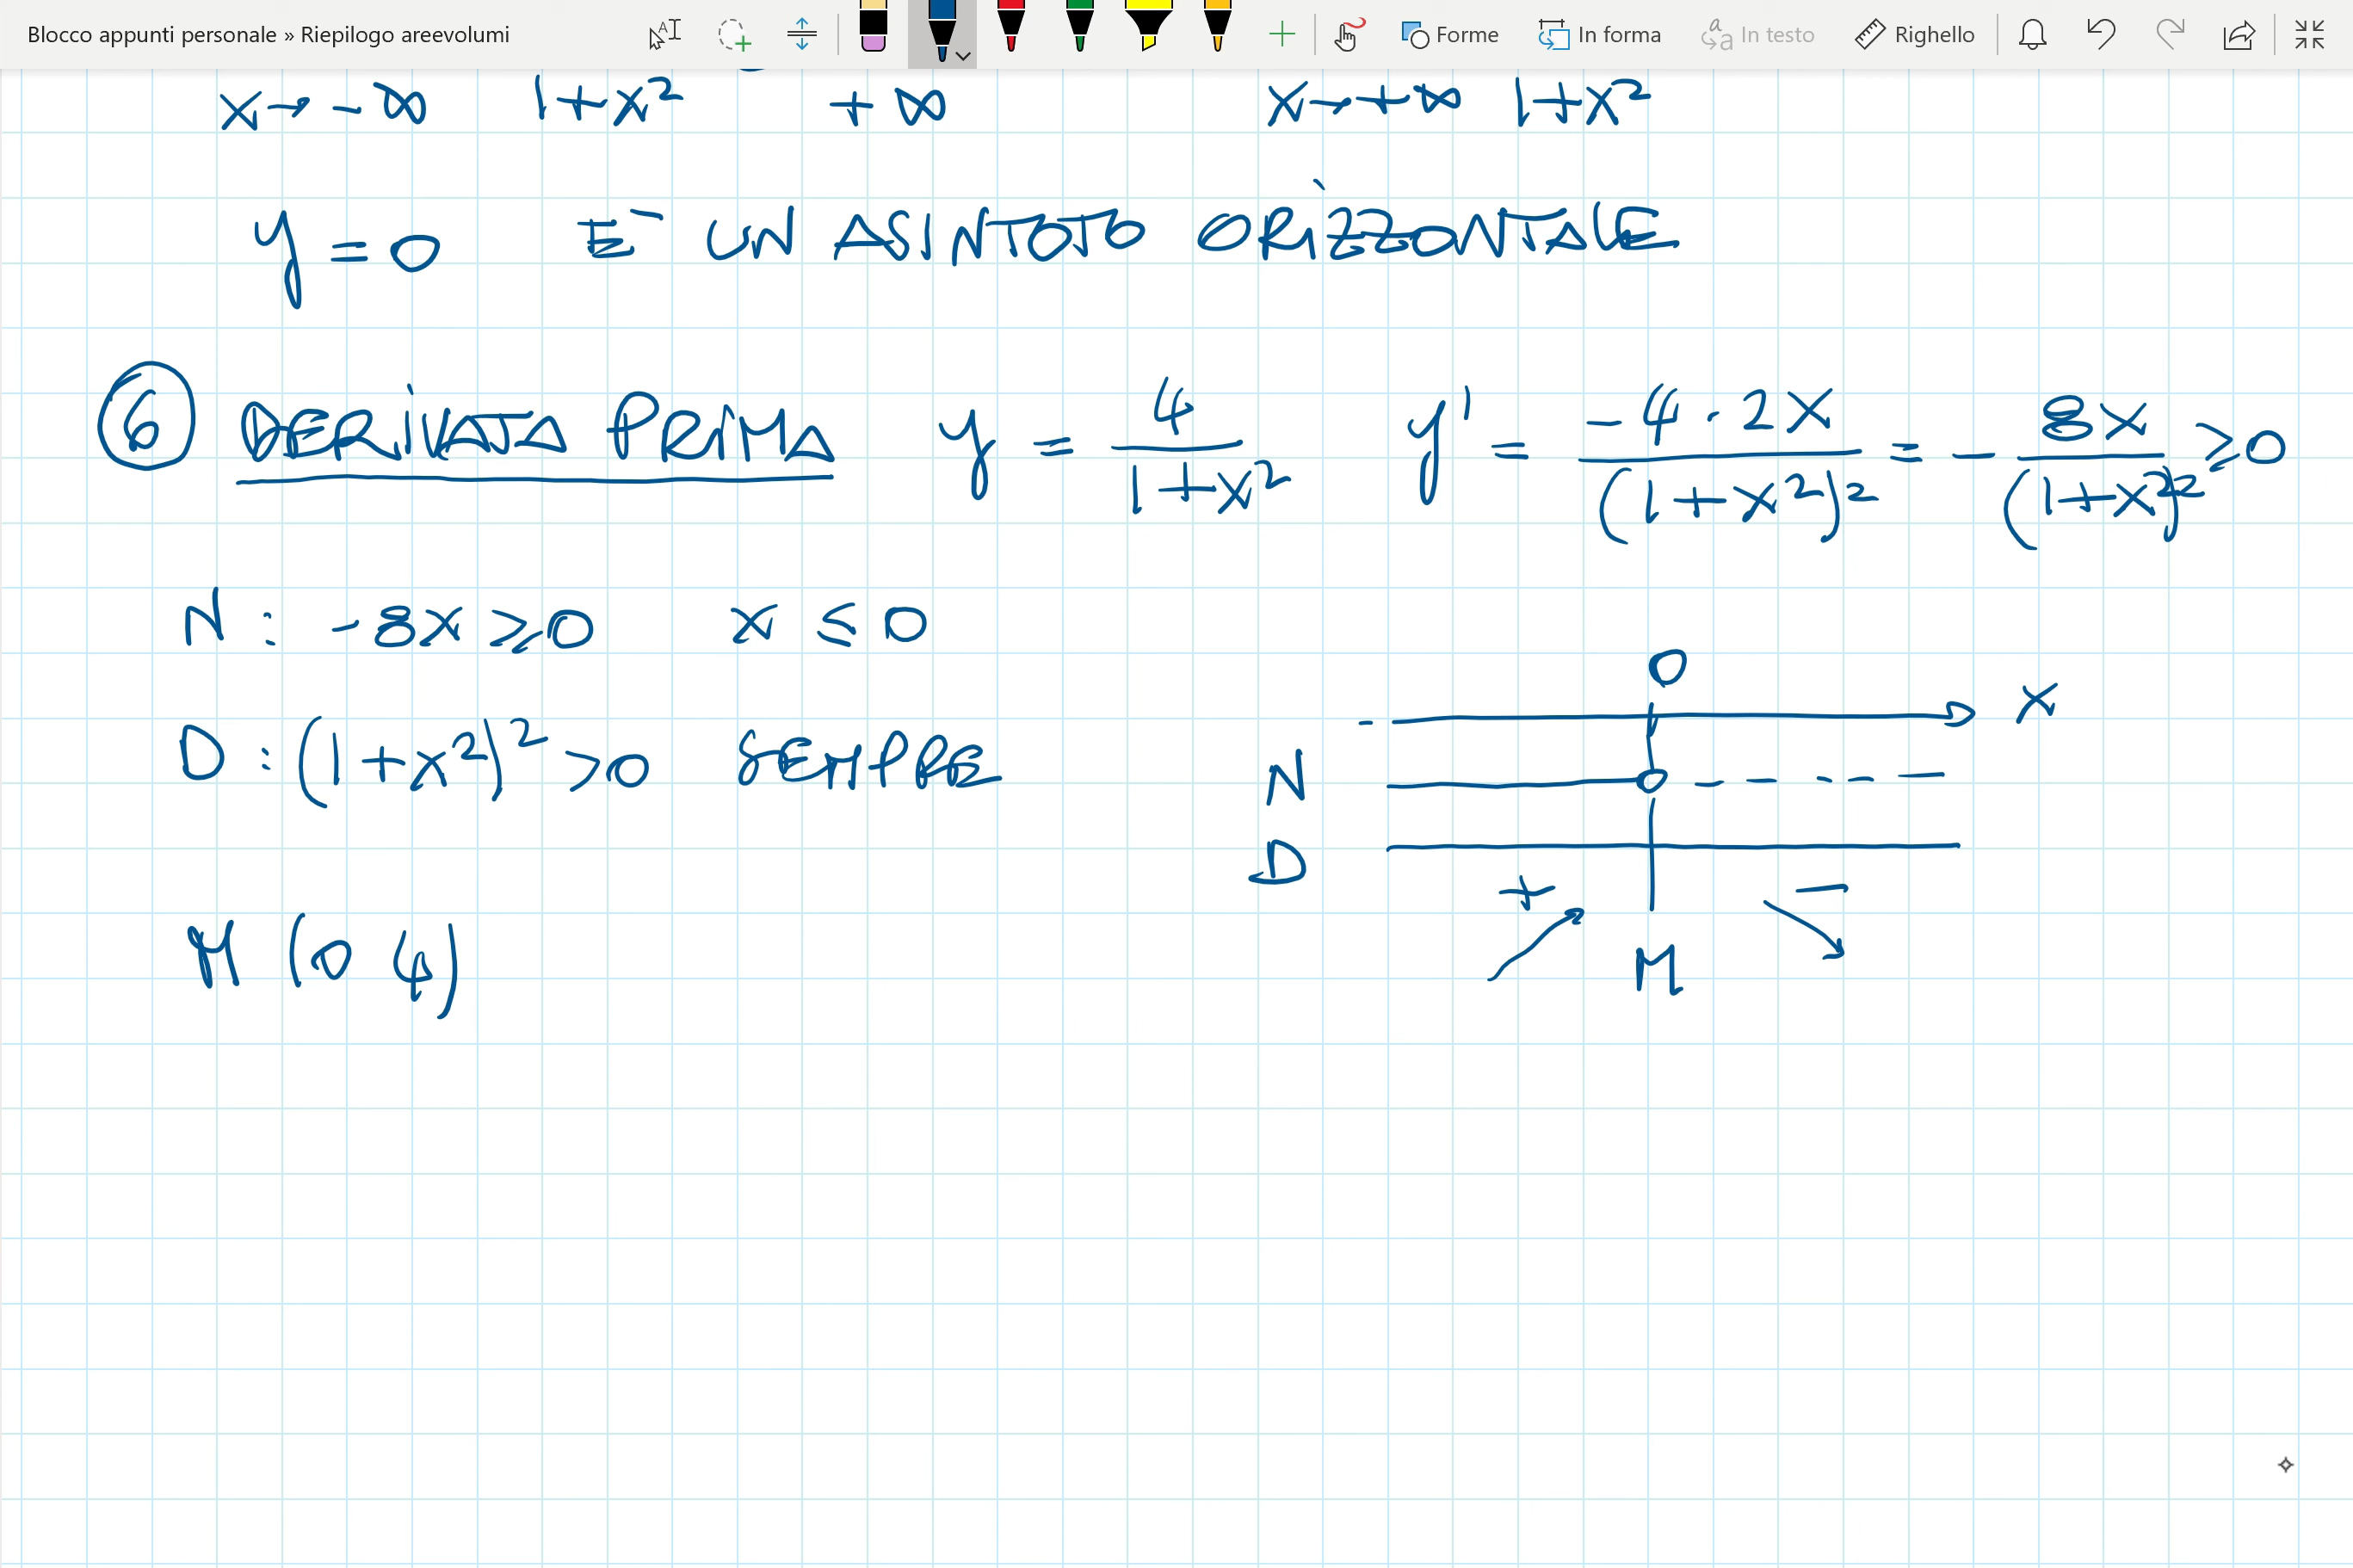 Blocco appunti personale » Riepilogo areevolumi Forme In forma In testo Righello
x→-∞ 1+x² +∞ x→+∞ 1+x²
y=0 E' UN ASINTOTO ORIZZONTALE
6 DERIVATA PRIMA y = 4/(1+x²) y' = -4·2x/(1+x²)² = - 8x/(1+x²)² ≥0
N: -8x ≥0 x ≤ 0
0
x
D: (1+x²)² >0 SEMPRE
N
D
+ -
M (0 4)
M